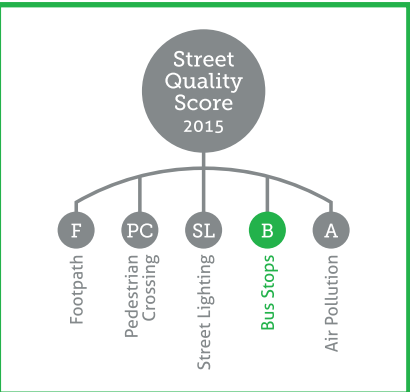 Street
Quality
Score
2015
F
PC
SL
B
A
Footpath
Pedestrian
Crossing
Street Lighting
Bus Stops
Air Pollution